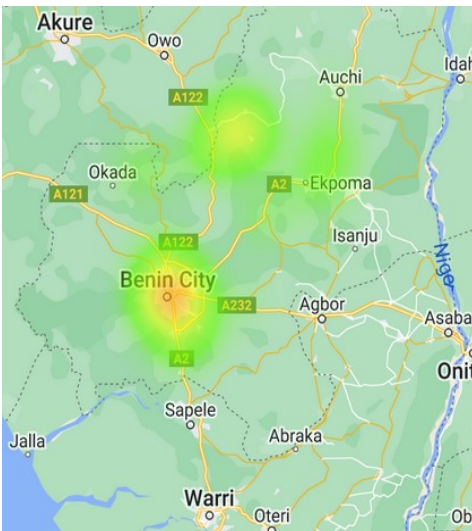 Akure
Owo
Idah
Auchi
A122
Okada
A2
Ekpoma
A121
A122
Isanju
Niger
Benin City
A232
Agbor
Asaba
A2
Onit
Sapele
Jalla
Abraka
Warri
Oteri
Ob